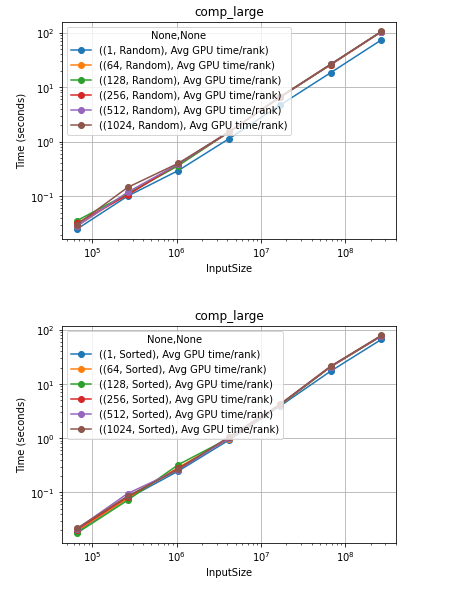 comp_large
None,None
((1, Random), Avg GPU time/rank)
((64, Random), Avg GPU time/rank)
((128, Random), Avg GPU time/rank)
((256, Random), Avg GPU time/rank)
((512, Random), Avg GPU time/rank)
((1024, Random), Avg GPU time/rank)
Time (seconds)
10²
10¹
10⁰
10⁻¹
10⁵ 10⁶ 10⁷ 10⁸
InputSize
comp_large
None,None
((1, Sorted), Avg GPU time/rank)
((64, Sorted), Avg GPU time/rank)
((128, Sorted), Avg GPU time/rank)
((256, Sorted), Avg GPU time/rank)
((512, Sorted), Avg GPU time/rank)
((1024, Sorted), Avg GPU time/rank)
Time (seconds)
10²
10¹
10⁰
10⁻¹
10⁵ 10⁶ 10⁷ 10⁸
InputSize